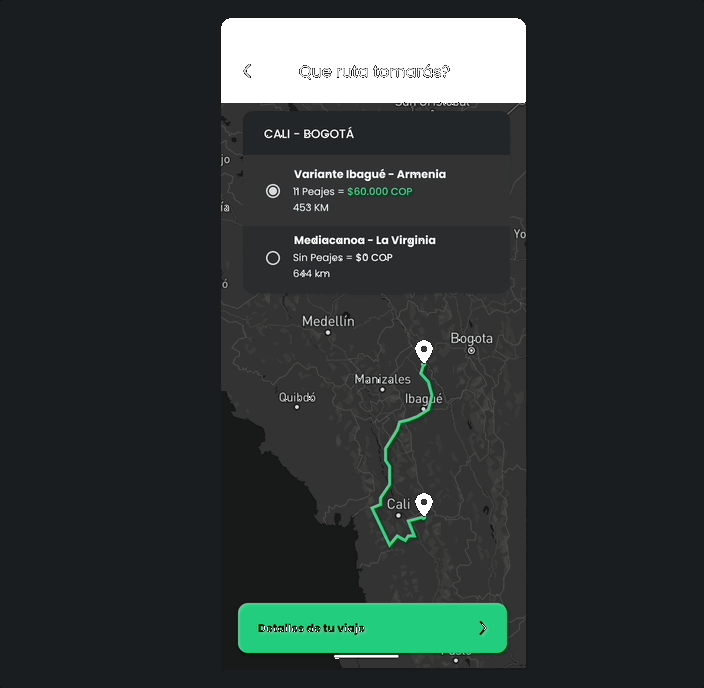 Que ruta tomarás?
CALI - BOGOTÁ
Variante Ibagué - Armenia
11 Peajes = $60.000 COP
453 KM
Mediacanoa - La Virginia
Sin Peajes = $0 COP
644 km
Medellín
Bogota
Manizales
Quibdó
Ibagué
Cali
Detalles de tu viaje